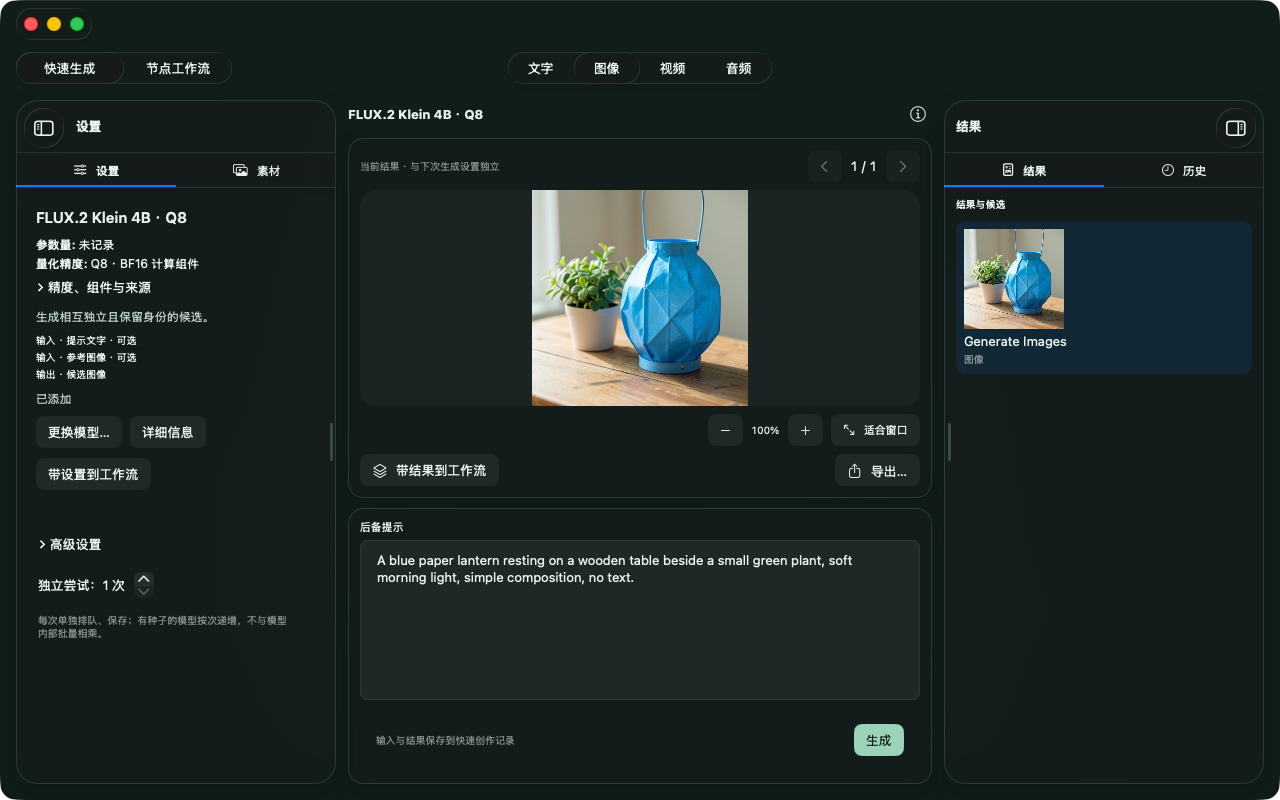 快速生成
节点工作流
文字
图像
视频
音频
设置
设置
素材
FLUX.2 Klein 4B · Q8
参数量: 未记录
量化精度: Q8 · BF16 计算组件
精度、组件与来源
生成相互独立且保留身份的候选。
输入 · 提示文字 · 可选
输入 · 参考图像 · 可选
输出 · 候选图像
已添加
更换模型...
详细信息
带设置到工作流
高级设置
独立尝试：1 次
每次单独排队、保存；有种子的模型按次递增，不与模型
内部批量相乘。
FLUX.2 Klein 4B · Q8
当前结果 · 与下次生成设置独立
1 / 1
100%
适合窗口
带结果到工作流
导出...
后备提示
A blue paper lantern resting on a wooden table beside a small green plant, soft
morning light, simple composition, no text.
输入与结果保存到快速创作记录
生成
结果
结果
历史
结果与候选
Generate Images
图像